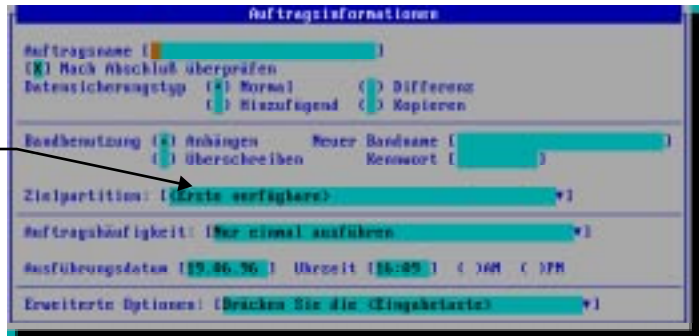 Auftragsinformationen
Auftragsname [ ]
[X] Nach Abschluß überprüfen
Datensicherungstyp (•) Normal ( ) Differenz
( ) Hinzufügend ( ) Kopieren
Bandbenutzung (•) Anhängen Neuer Bandname [ ]
( ) Überschreiben Kennwort [ ]
Zielpartition: [<Erste verfügbare> ▼]
Auftragshäufigkeit: [Nur einmal ausführen ▼]
Ausführungsdatum [19.06.96 ] Uhrzeit [16:09 ] ( )AM ( )PM
Erweiterte Optionen: [Drücken Sie die <Eingabetaste> ▼]